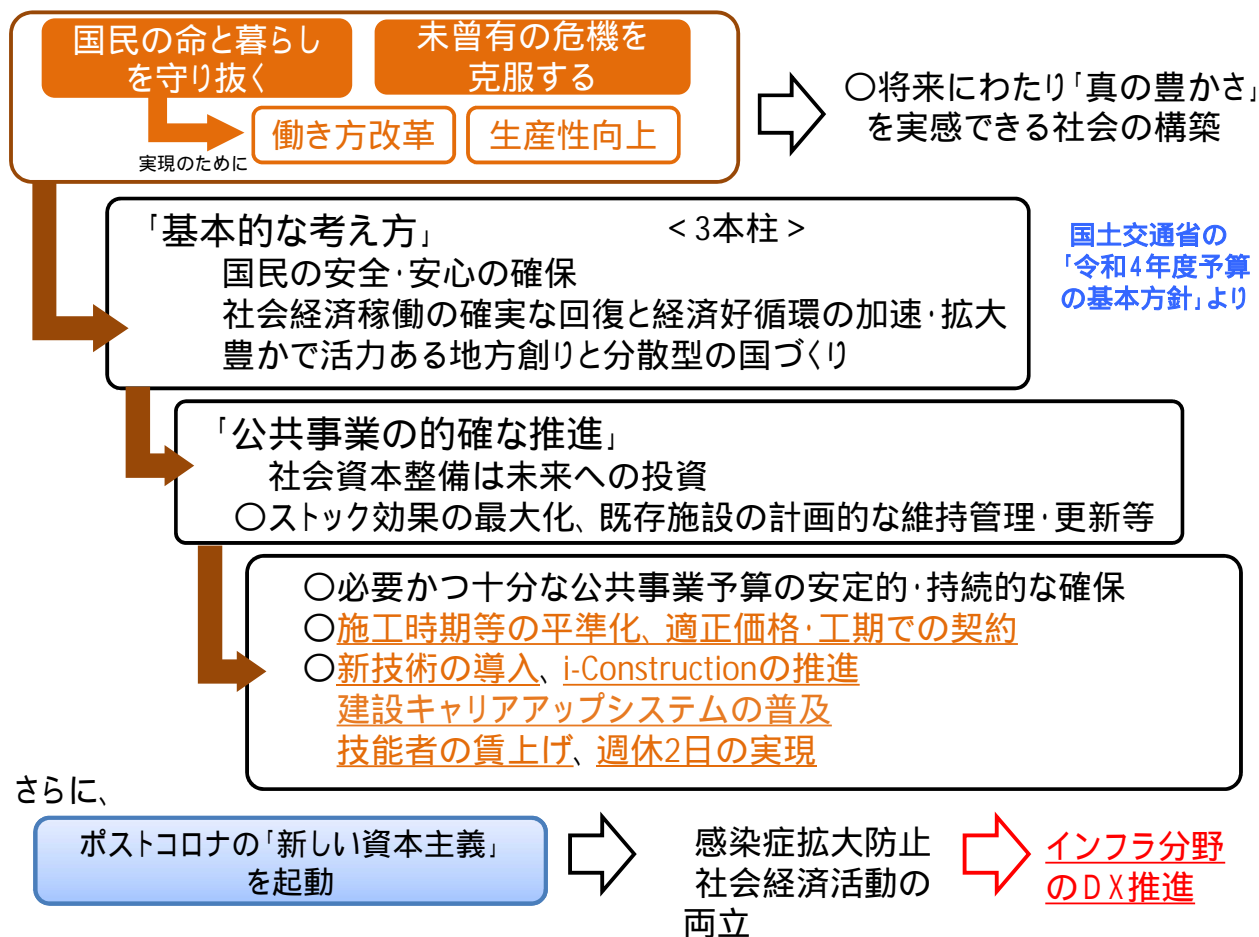 国民の命と暮らし
を守り抜く
未曾有の危機を
克服する
働き方改革
生産性向上
実現のために
○将来にわたり｢真の豊かさ｣
を実感できる社会の構築
｢基本的な考え方｣ ＜3本柱＞
国民の安全･安心の確保
社会経済稼働の確実な回復と経済好循環の加速･拡大
豊かで活力ある地方創りと分散型の国づくり
国土交通省の
｢令和4年度予算
の基本方針｣より
｢公共事業の的確な推進｣
社会資本整備は未来への投資
○ストック効果の最大化、既存施設の計画的な維持管理･更新等
○必要かつ十分な公共事業予算の安定的･持続的な確保
○施工時期等の平準化、適正価格･工期での契約
○新技術の導入、i-Constructionの推進
建設キャリアアップシステムの普及
技能者の賃上げ、週休2日の実現
さらに、
ポストコロナの｢新しい資本主義｣
を起動
感染症拡大防止
社会経済活動の
両立
インフラ分野
のDX推進